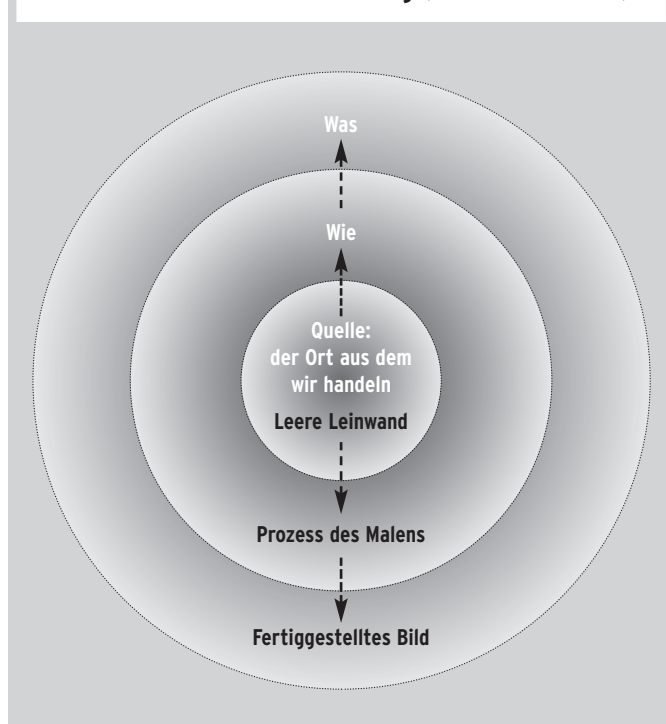 Was
Wie
Quelle:
der Ort aus dem
wir handeln
Leere Leinwand
Prozess des Malens
Fertiggestelltes Bild